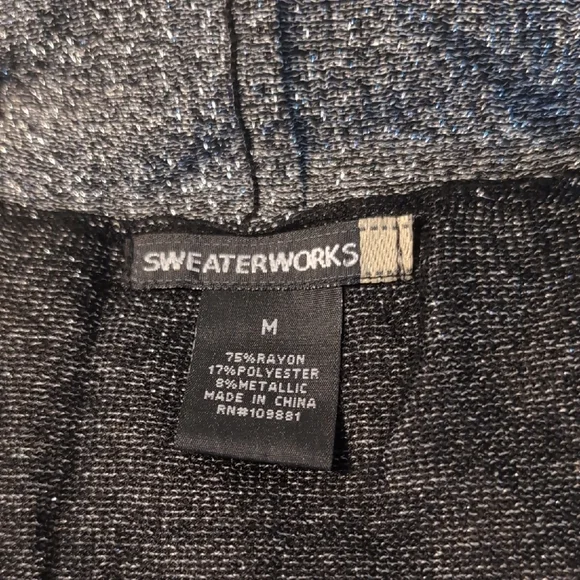 SWEATERWORKS
M
75%RAYON
17%POLYESTER
8%METALLIC
MADE IN CHINA
RN#109881